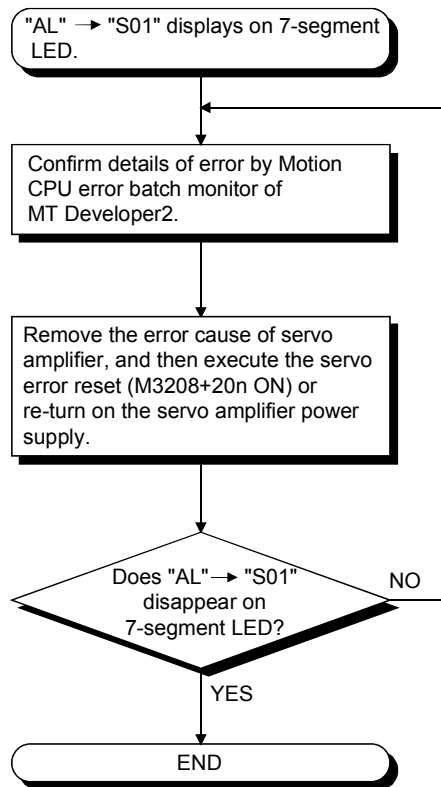 "AL" → "S01" displays on 7-segment
LED.
Confirm details of error by Motion
CPU error batch monitor of
MT Developer2.
Remove the error cause of servo
amplifier, and then execute the servo
error reset (M3208+20n ON) or
re-turn on the servo amplifier power
supply.
Does "AL" → "S01"
disappear on
7-segment LED?
NO
YES
END